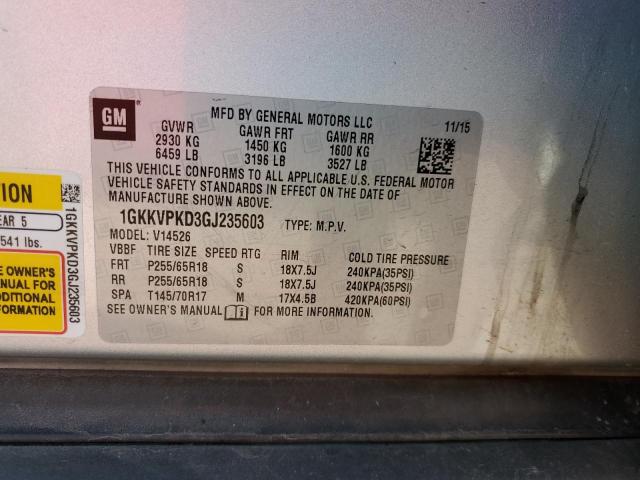 GM
MFD BY GENERAL MOTORS LLC 11/15
GVWR GAWR FRT GAWR RR
2930 KG 1450 KG 1600 KG
6459 LB 3196 LB 3527 LB
THIS VEHICLE CONFORMS TO ALL APPLICABLE U.S. FEDERAL MOTOR
VEHICLE SAFETY STANDARDS IN EFFECT ON THE DATE OF
MANUFACTURE SHOWN ABOVE.
1GKKVPKD3GJ235603 TYPE: M.P.V.
MODEL: V14526
VBBF TIRE SIZE SPEED RTG RIM COLD TIRE PRESSURE
FRT P255/65R18 S 18X7.5J 240KPA(35PSI)
RR P255/65R18 S 18X7.5J 240KPA(35PSI)
SPA T145/70R17 M 17X4.5B 420KPA(60PSI)
SEE OWNER'S MANUAL FOR MORE INFORMATION.
TION
EAR 5
541 lbs.
E OWNER'S
NUAL FOR
DDITIONAL
ORMATION
1GKKVPKD3GJ235603